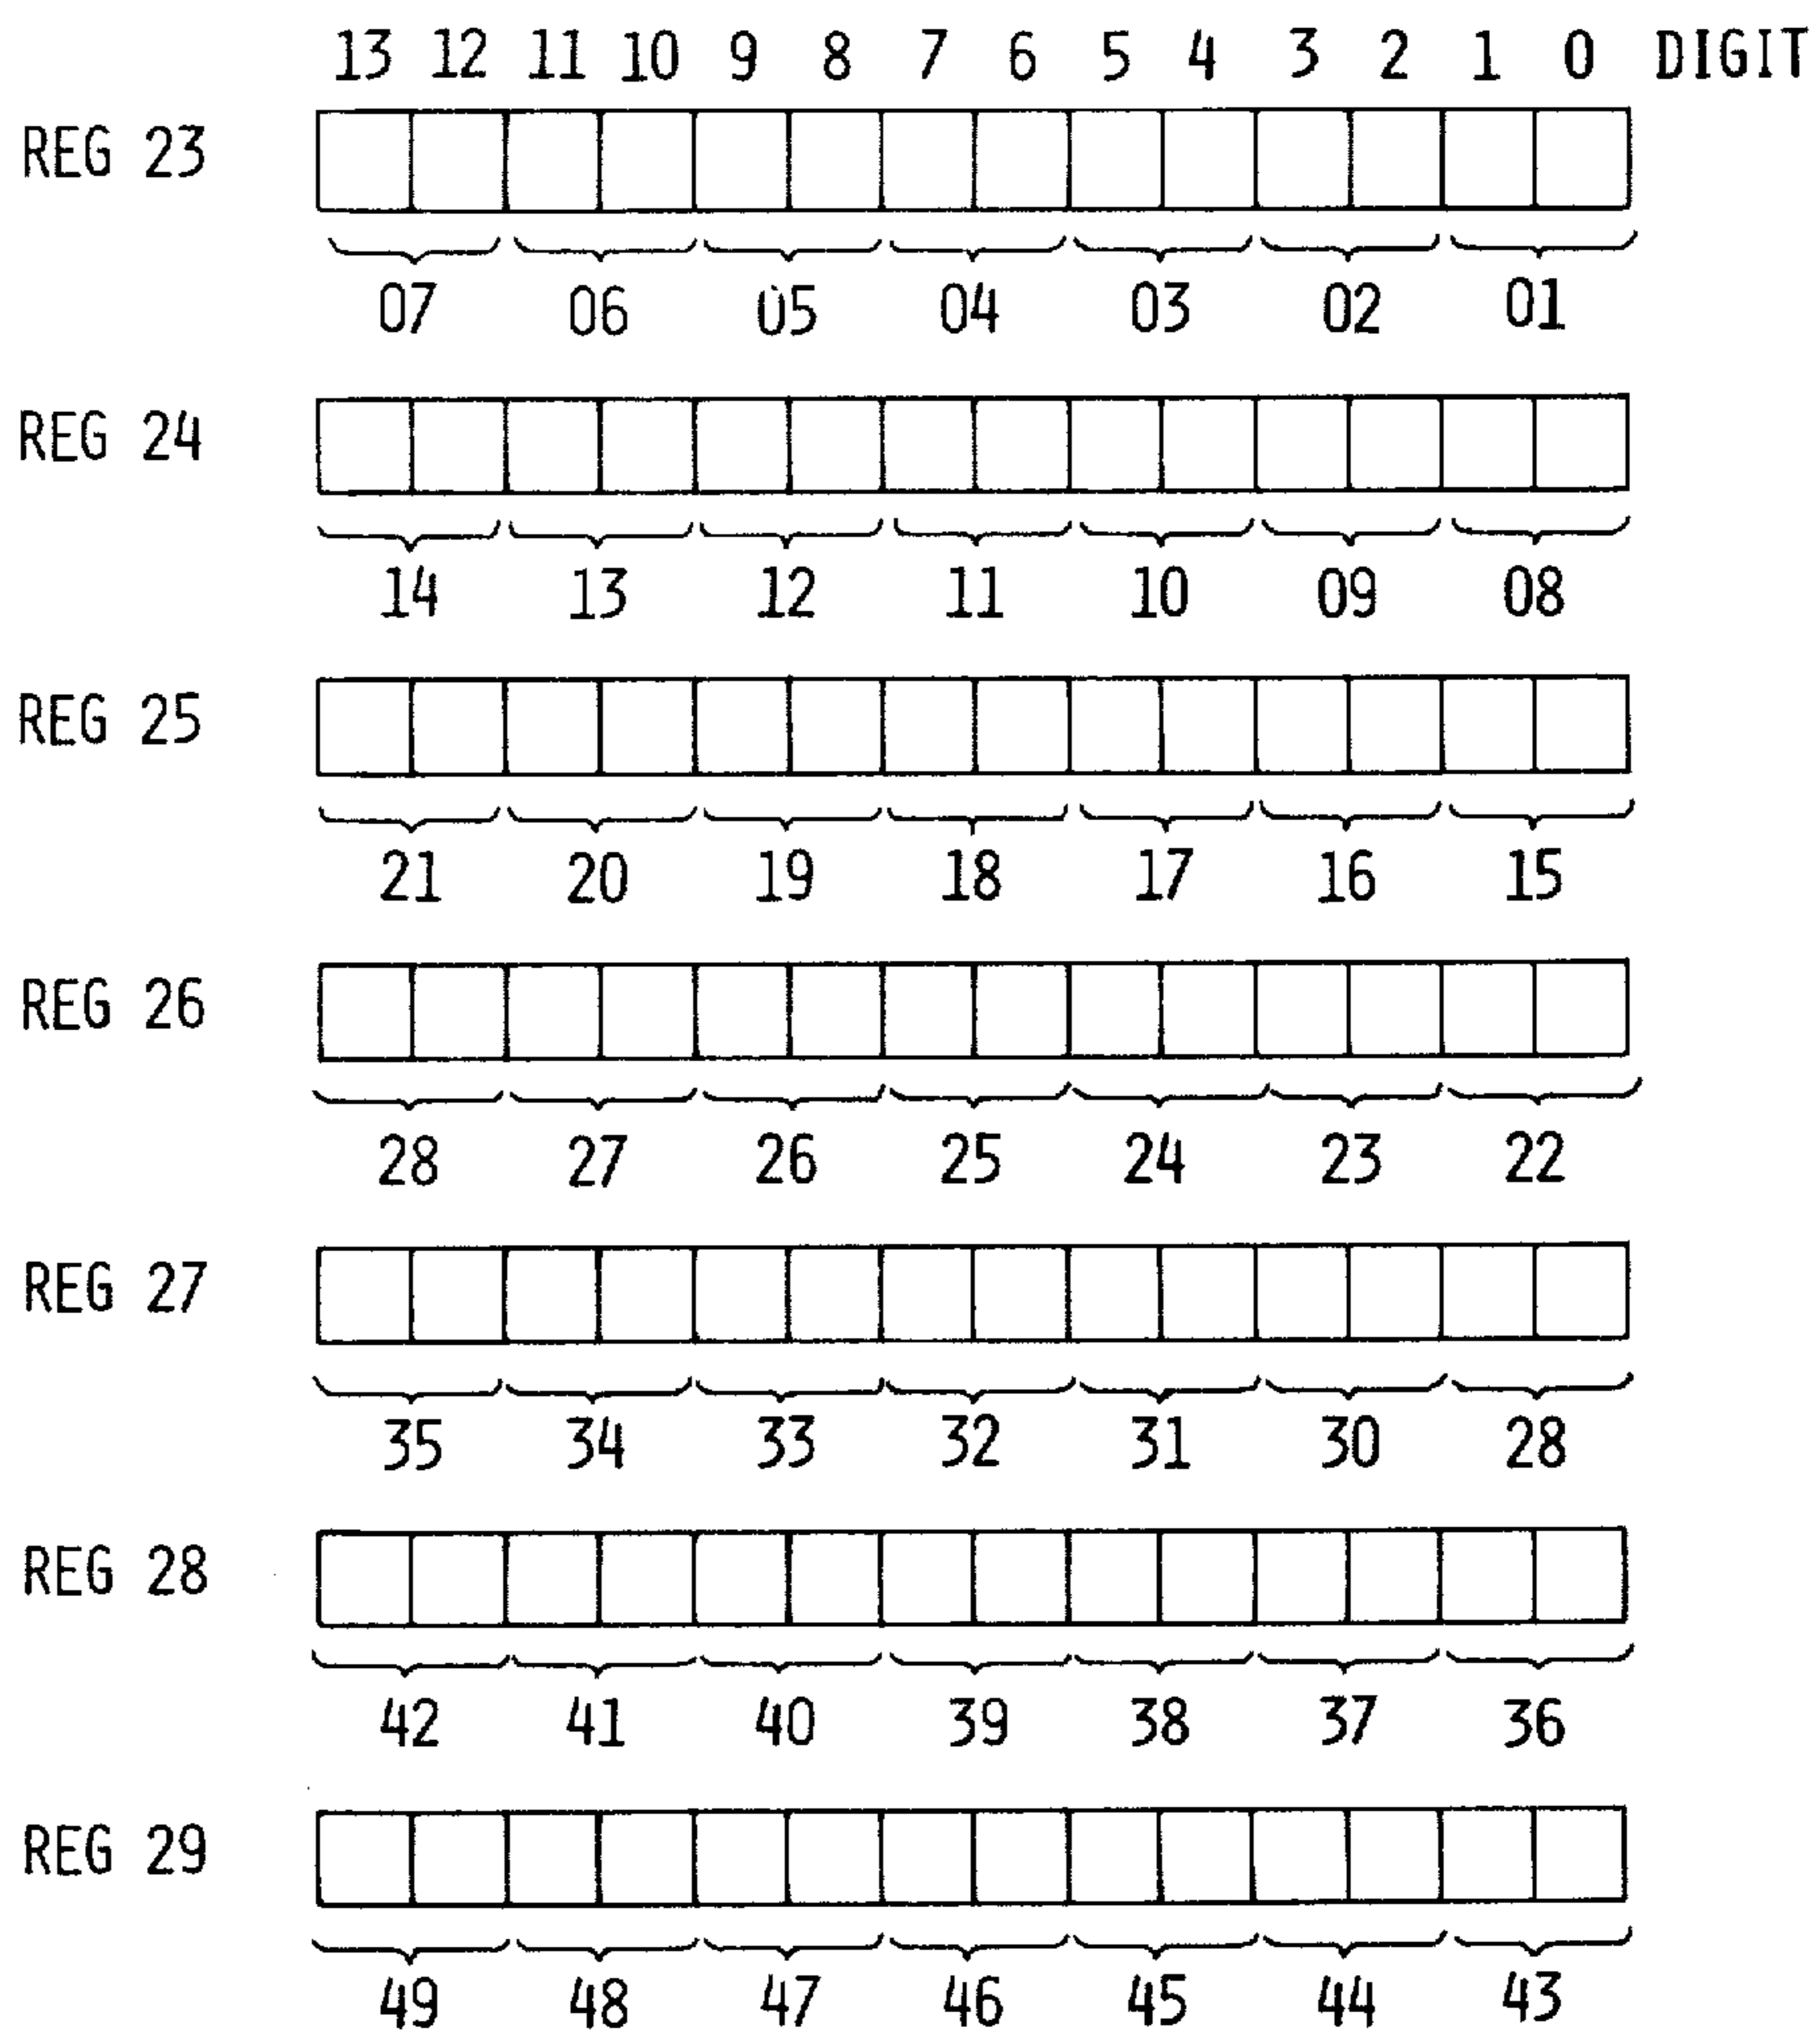 13 12 11 10 9 8 7 6 5 4 3 2 1 0 DIGIT
REG 23
07 06 05 04 03 02 01
REG 24
14 13 12 11 10 09 08
REG 25
21 20 19 18 17 16 15
REG 26
28 27 26 25 24 23 22
REG 27
35 34 33 32 31 30 28
REG 28
42 41 40 39 38 37 36
REG 29
49 48 47 46 45 44 43